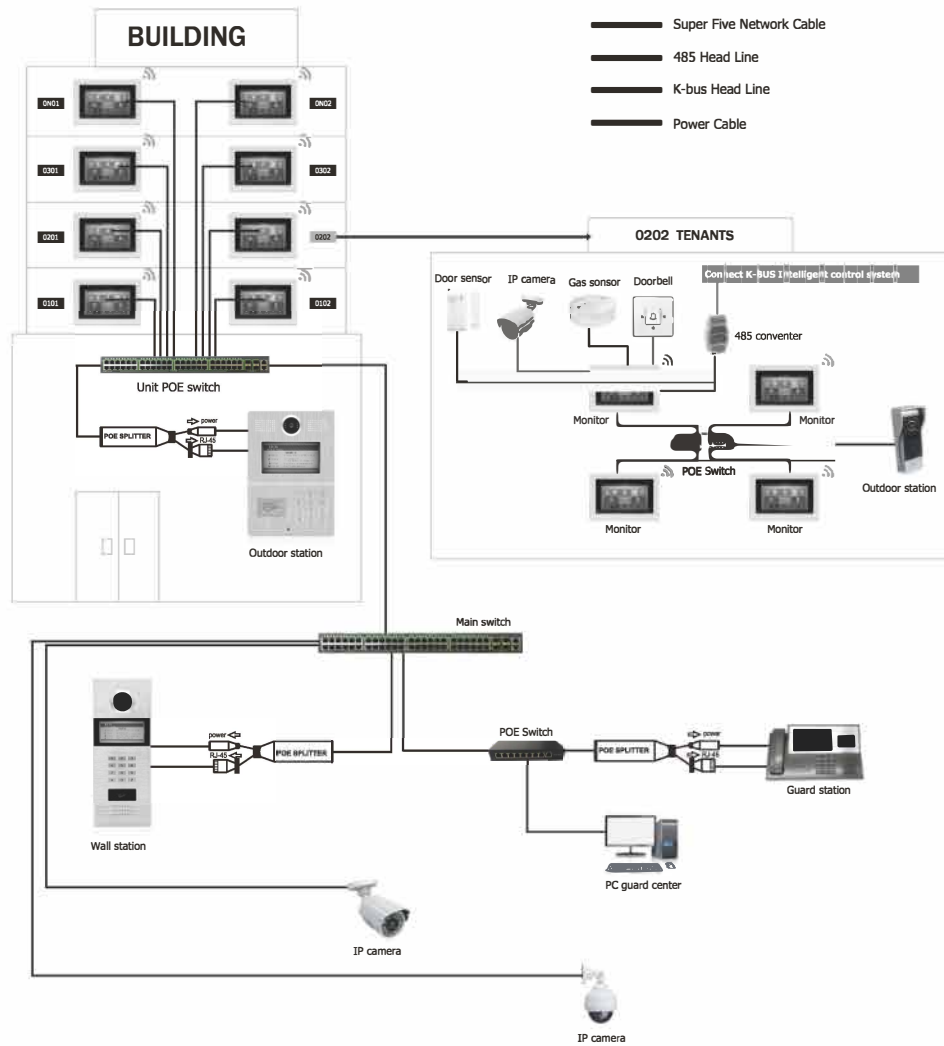 BUILDING
Super Five Network Cable
485 Head Line
K-bus Head Line
Power Cable
0N01
0N02
0301
0302
0201
0202
0101
0102
0202 TENANTS
Door sensor
IP camera
Gas sonsor
Doorbell
Connect K-BUS Intelligent control system
485 conventer
Monitor
Monitor
POE Switch
Outdoor station
Monitor
Monitor
Unit POE switch
POE SPLITTER
power
RJ-45
Outdoor station
Main switch
power
RJ-45
POE SPLITTER
Wall station
POE Switch
POE SPLITTER
power
RJ-45
Guard station
PC guard center
IP camera
IP camera